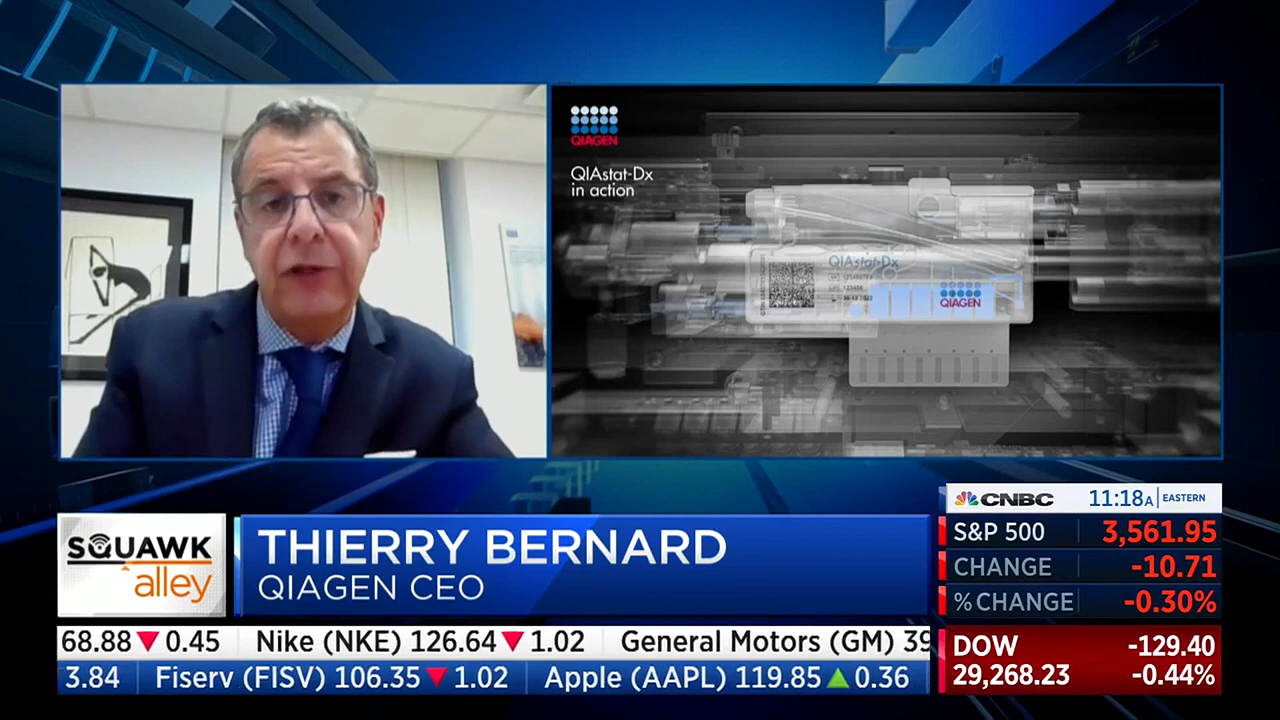 QIAGEN
QIAstat-Dx
in action
QIAstat-Dx
QIAGEN
SQUAWK
alley
THIERRY BERNARD
QIAGEN CEO
CNBC 11:18A EASTERN
S&P 500 3,561.95
CHANGE -10.71
% CHANGE -0.30%
DOW -129.40
29,268.23 -0.44%
68.88 ▼ 0.45 Nike (NKE) 126.64 ▼ 1.02 General Motors (GM) 39
3.84 Fiserv (FISV) 106.35 ▼ 1.02 Apple (AAPL) 119.85 ▲ 0.36